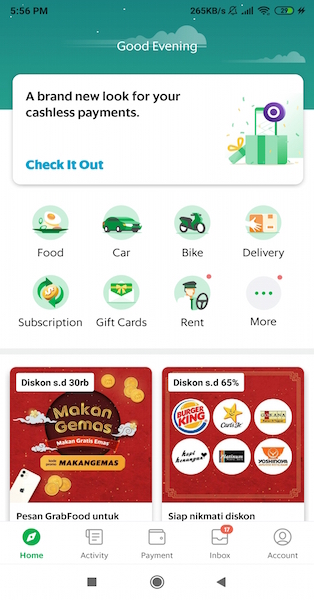 5:56 PM
265KB/s
29
Good Evening
A brand new look for your
cashless payments.
Check It Out
Food
Car
Bike
Delivery
Subscription
Gift Cards
Rent
More
Diskon s.d 30rb
Makan
Gemas
Makan Gratis Emas
MAKANGEMAS
Pesan GrabFood untuk
Diskon s.d 65%
BURGER
KING
Carl's Jr.
kopi
kenangan
Platinum
YOSHINOYA
Siap nikmati diskon
17
Home
Activity
Payment
Inbox
Account